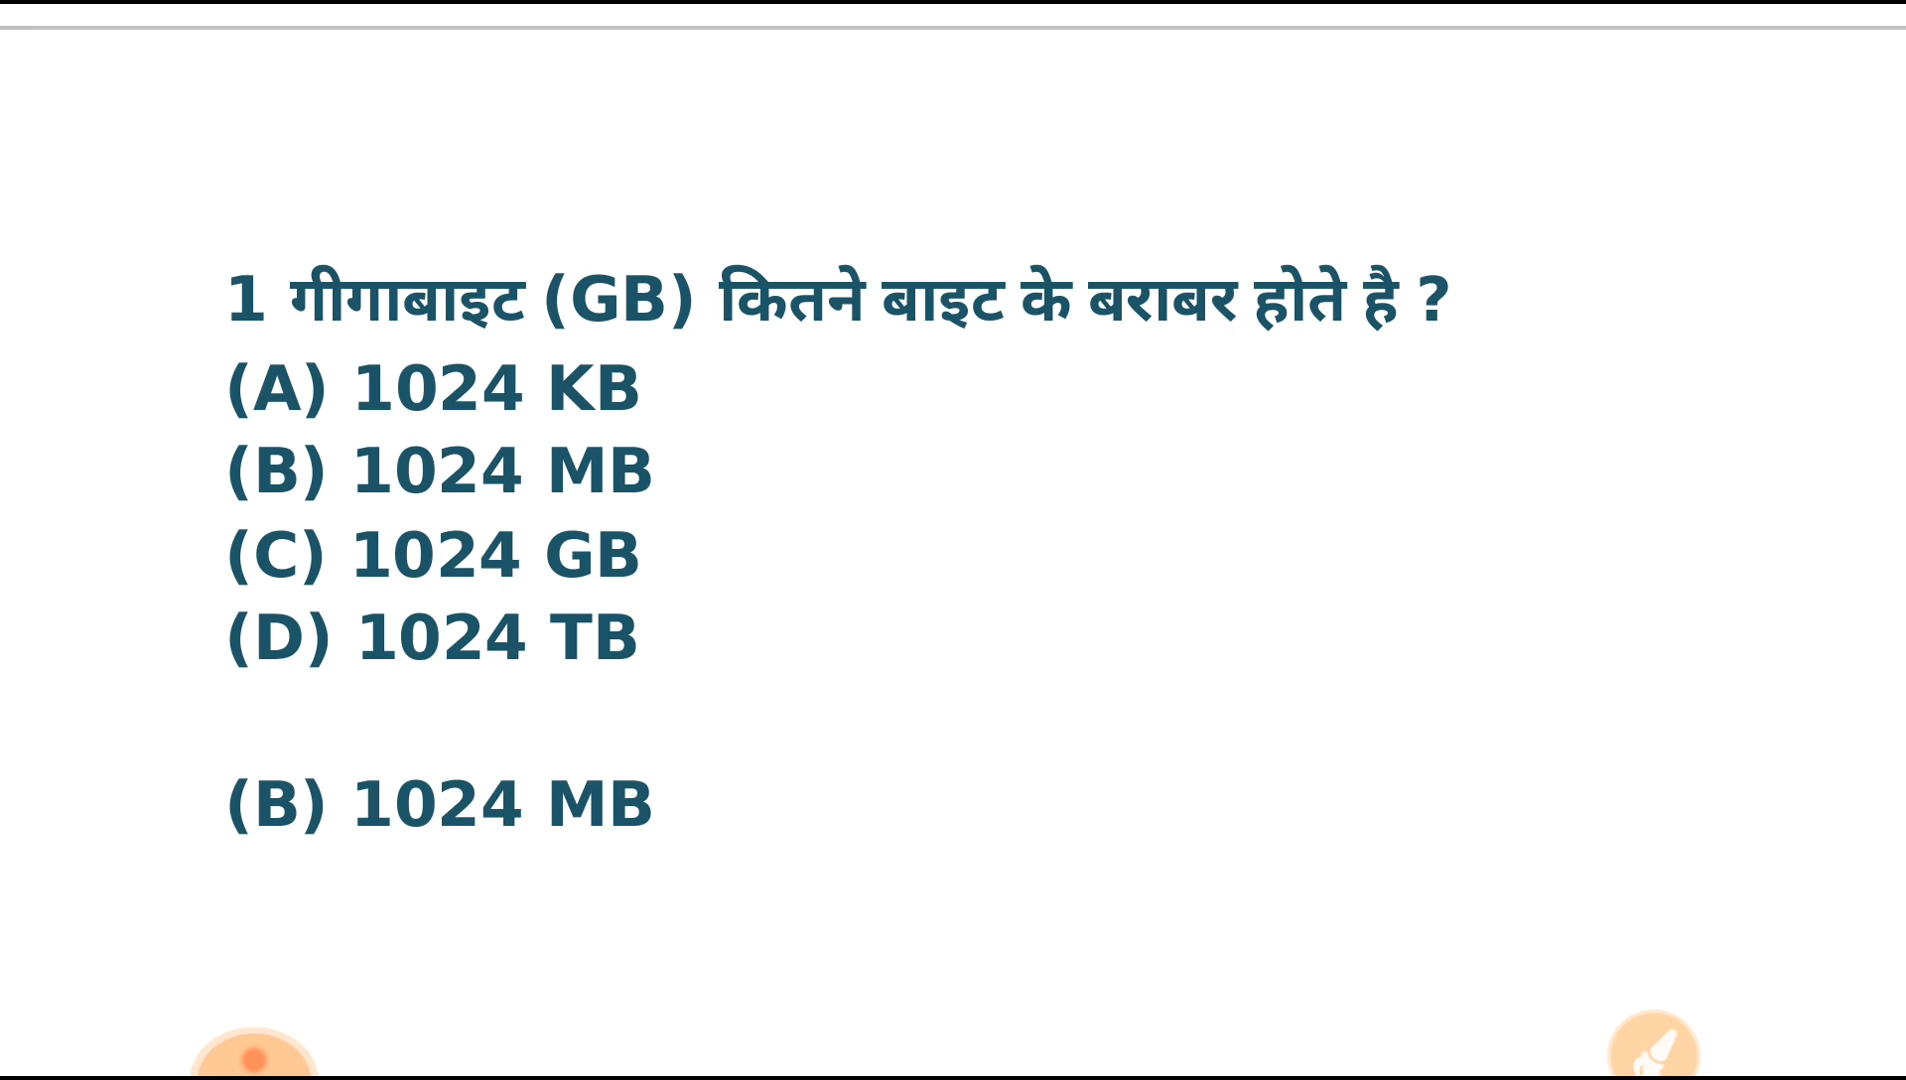 1 गीगाबाइट (GB) कितने बाइट के बराबर होते है ?
(A) 1024 KB
(B) 1024 MB
(C) 1024 GB
(D) 1024 TB
(B) 1024 MB